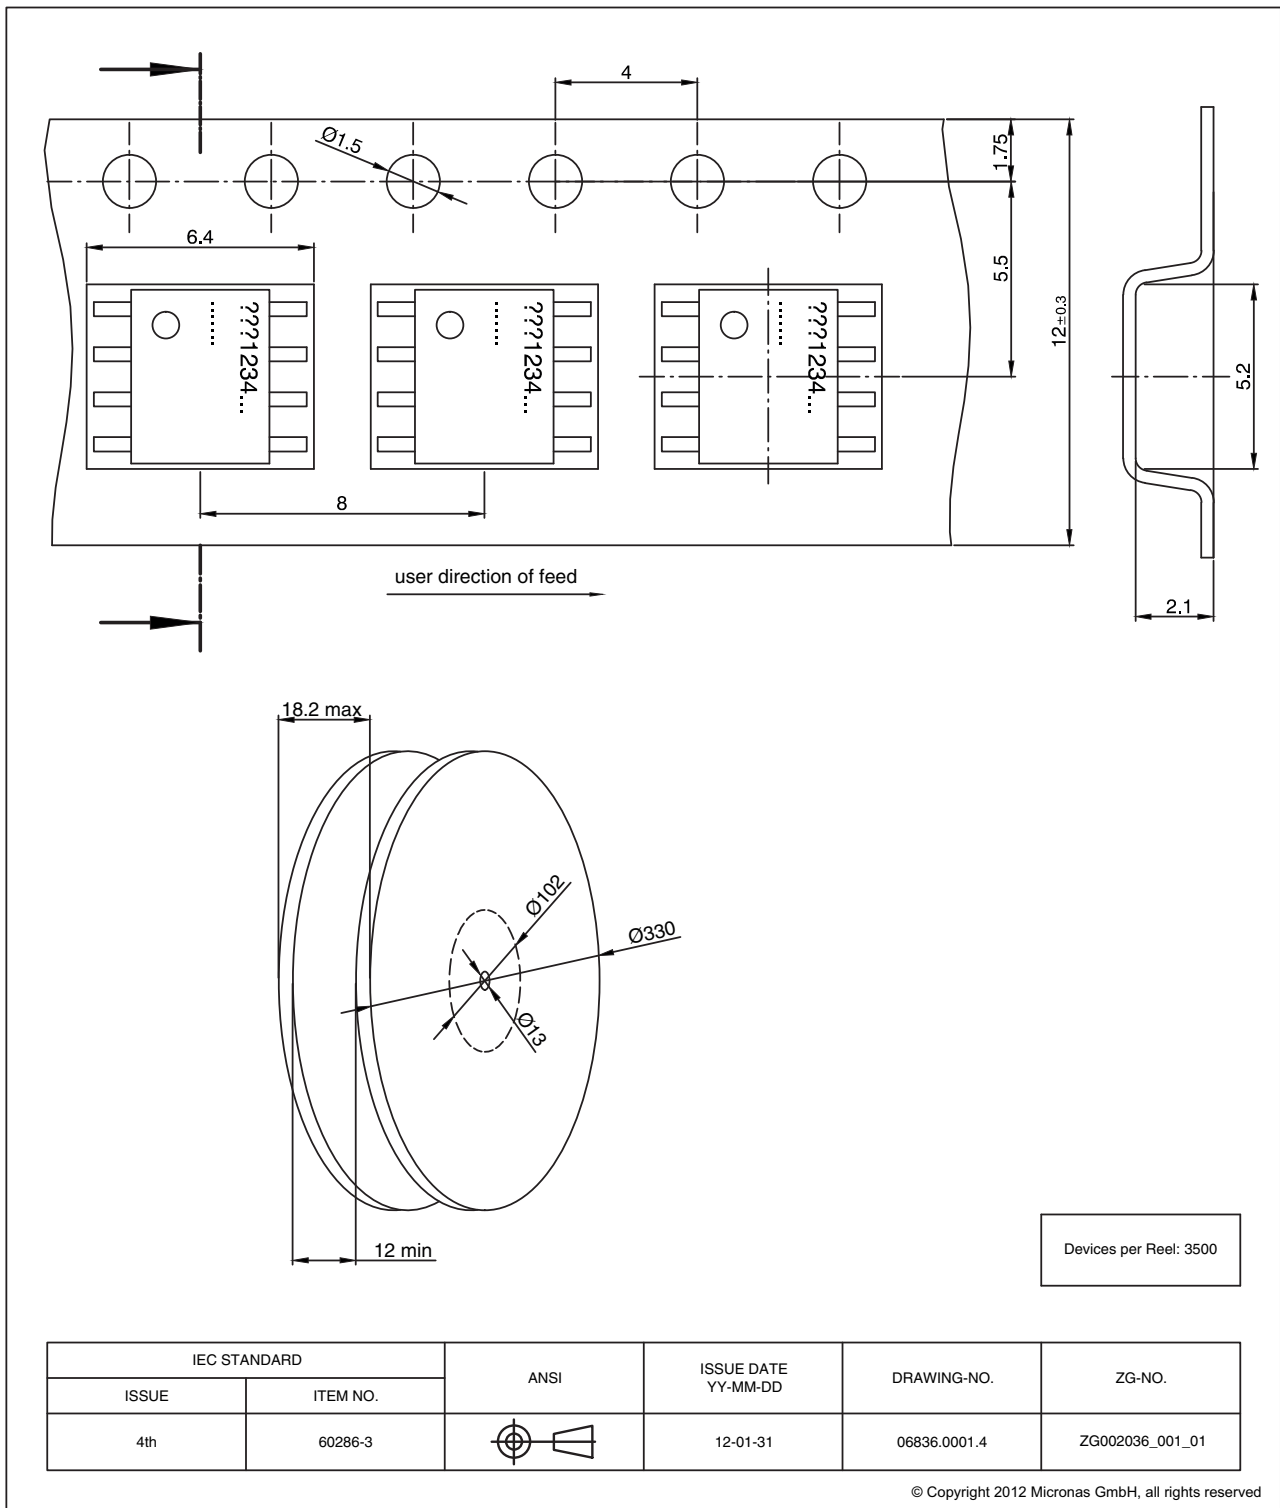 4
Ø1.5
1.75
6.4
5.5
12±0.3
???1234...
......
???1234...
......
???1234...
......
5.2
8
user direction of feed
2.1
18.2 max
Ø102
Ø330
Ø13
12 min
Devices per Reel: 3500
IEC STANDARD
ANSI
ISSUE DATE
YY-MM-DD
DRAWING-NO.
ZG-NO.
ISSUE
ITEM NO.
4th
60286-3
12-01-31
06836.0001.4
ZG002036_001_01
© Copyright 2012 Micronas GmbH, all rights reserved